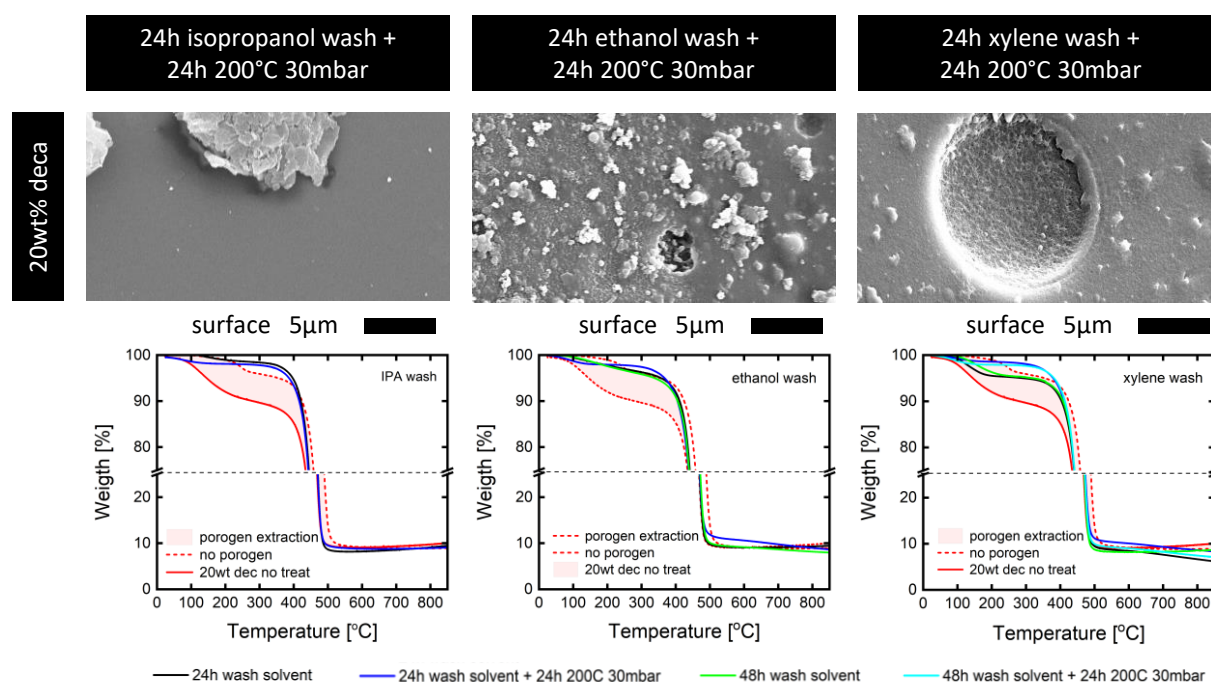 24h isopropanol wash +
24h 200°C 30mbar
24h ethanol wash +
24h 200°C 30mbar
24h xylene wash +
24h 200°C 30mbar
20wt% deca
surface 5µm
surface 5µm
surface 5µm
100
90
80
20
10
0
Weigth [%]
IPA wash
porogen extraction
no porogen
20wt dec no treat
0 100 200 300 400 500 600 700 800
Temperature [°C]
100
90
80
20
10
0
Weigth [%]
ethanol wash
porogen extraction
no porogen
20wt dec no treat
0 100 200 300 400 500 600 700 800
Temperature [°C]
100
90
80
20
10
0
Weigth [%]
xylene wash
porogen extraction
no porogen
20wt dec no treat
0 100 200 300 400 500 600 700 800
Temperature [°C]
24h wash solvent
24h wash solvent + 24h 200C 30mbar
48h wash solvent
48h wash solvent + 24h 200C 30mbar